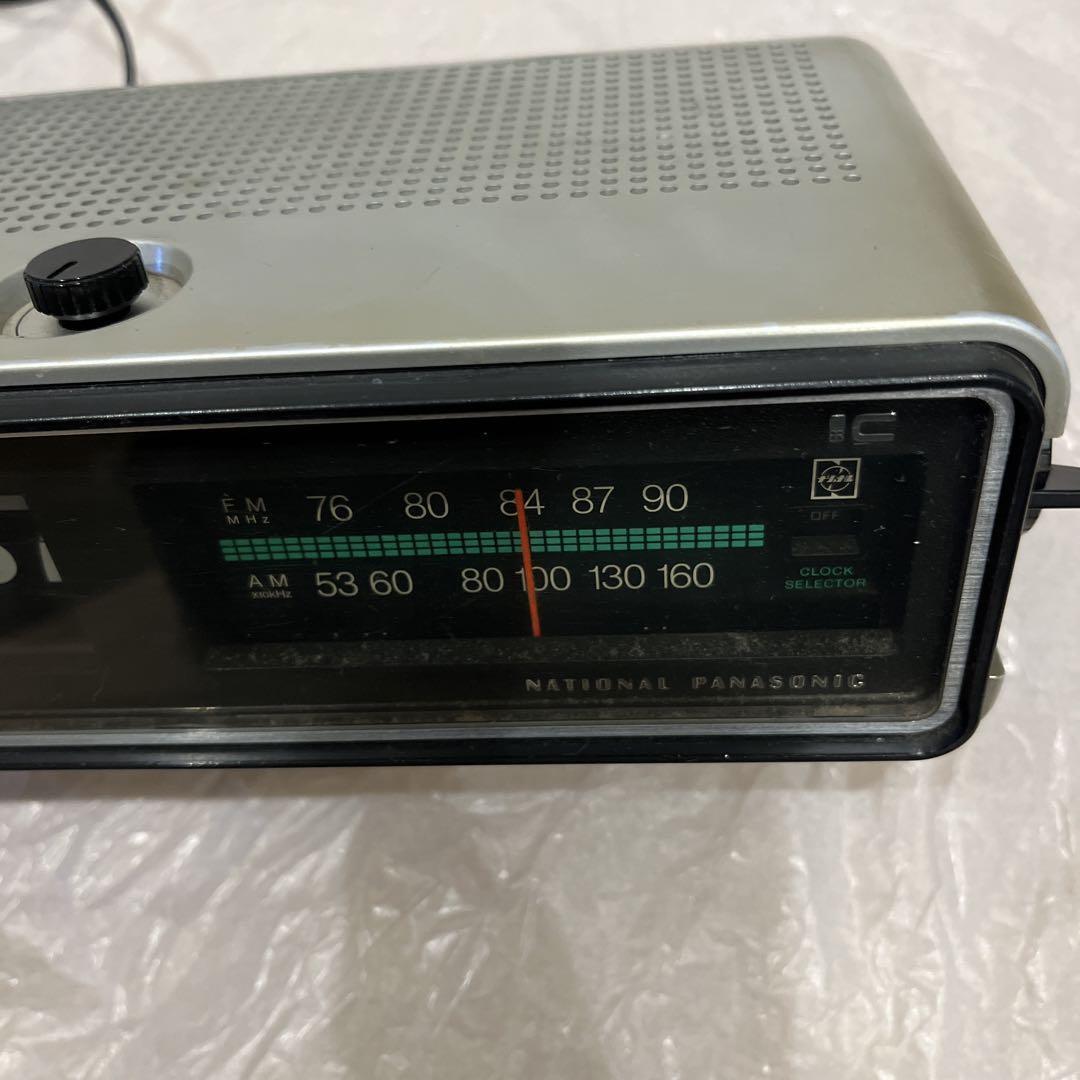 IC
FM 76 80 84 87 90
MHz
AM 53 60 80 100 130 160
x10kHz
OFF
CLOCK
SELECTOR
NATIONAL PANASONIC